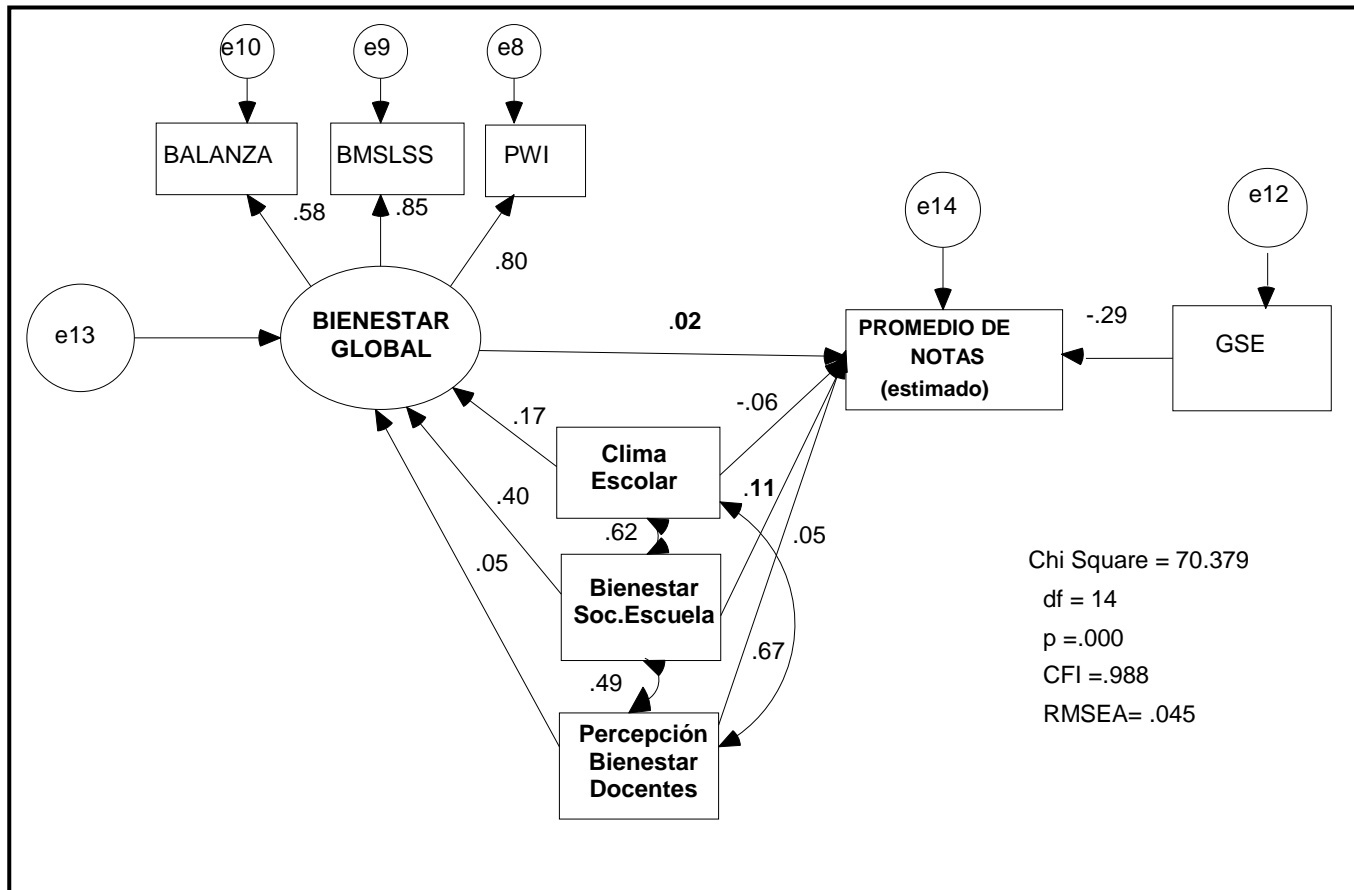 e10
e9
e8
BALANZA
BMSLSS
PWI
.58
.85
.80
e14
e12
e13
BIENESTAR
GLOBAL
.02
PROMEDIO DE
NOTAS
(estimado)
-.29
GSE
.17
-.06
Clima
Escolar
.40
.11
.62
.05
.05
Bienestar
Soc.Escuela
.67
.49
Percepción
Bienestar
Docentes
Chi Square = 70.379
df = 14
p =.000
CFI =.988
RMSEA= .045